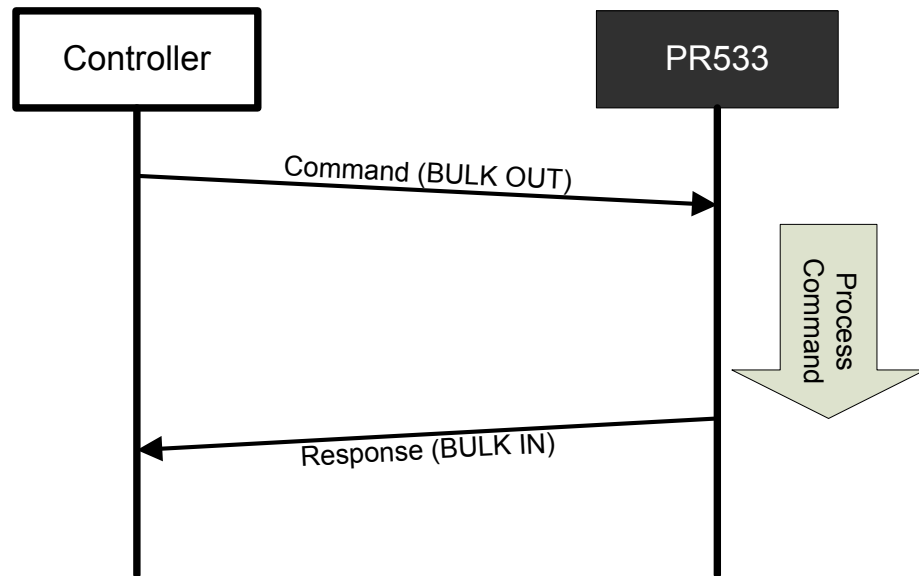 Controller
PR533
Command (BULK OUT)
Process
Command
Response (BULK IN)